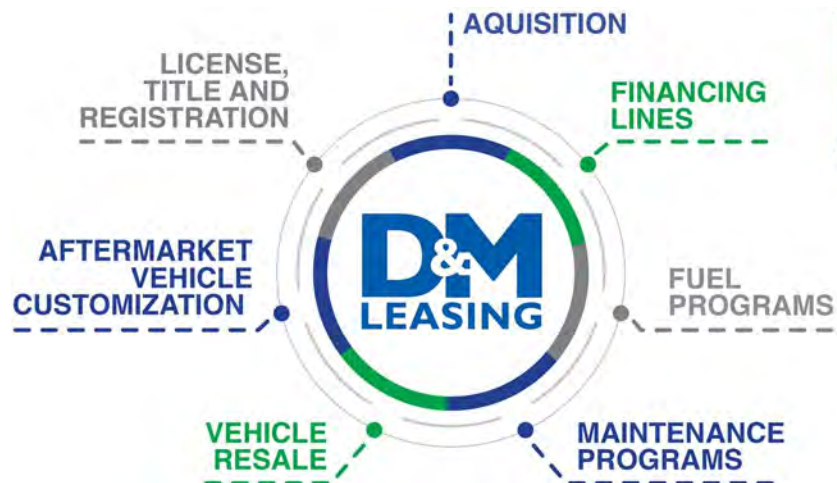 AQUISITION
FINANCING
LINES
FUEL
PROGRAMS
MAINTENANCE
PROGRAMS
VEHICLE
RESALE
AFTERMARKET
VEHICLE
CUSTOMIZATION
LICENSE,
TITLE AND
REGISTRATION
D&M
LEASING